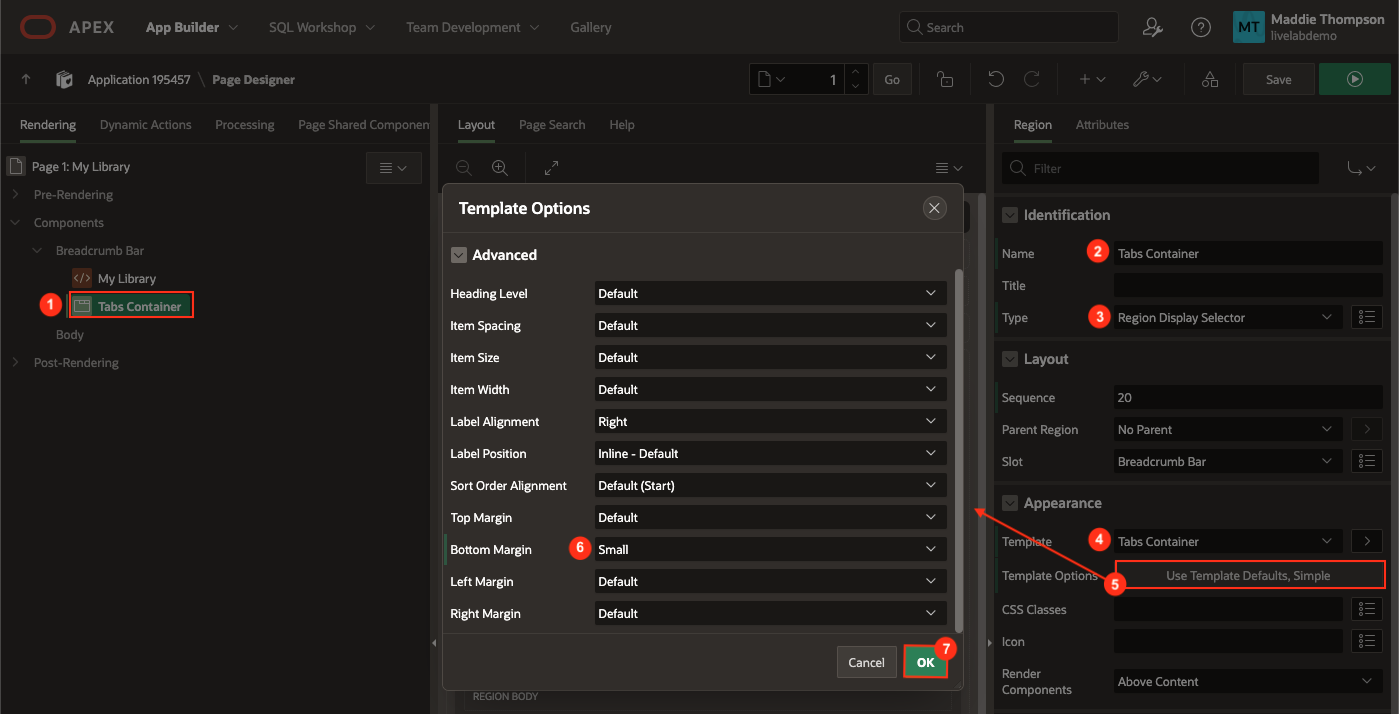 APEX App Builder SQL Workshop Team Development Gallery Search MT Maddie Thompson
livelabdemo
Application 195457 \ Page Designer 1 Go Save
Rendering Dynamic Actions Processing Page Shared Componen
Page 1: My Library
Pre-Rendering
Components
Breadcrumb Bar
</> My Library
1 Tabs Container
Body
Post-Rendering
Layout Page Search Help
Template Options
Advanced
Heading Level Default
Item Spacing Default
Item Size Default
Item Width Default
Label Alignment Right
Label Position Inline - Default
Sort Order Alignment Default (Start)
Top Margin Default
Bottom Margin 6 Small
Left Margin Default
Right Margin Default
Cancel OK 7
REGION BODY
Region Attributes
Filter
Identification
Name 2 Tabs Container
Title
Type 3 Region Display Selector
Layout
Sequence 20
Parent Region No Parent
Slot Breadcrumb Bar
Appearance
Template 4 Tabs Container
Template Options 5 Use Template Defaults, Simple
CSS Classes
Icon
Render
Components Above Content